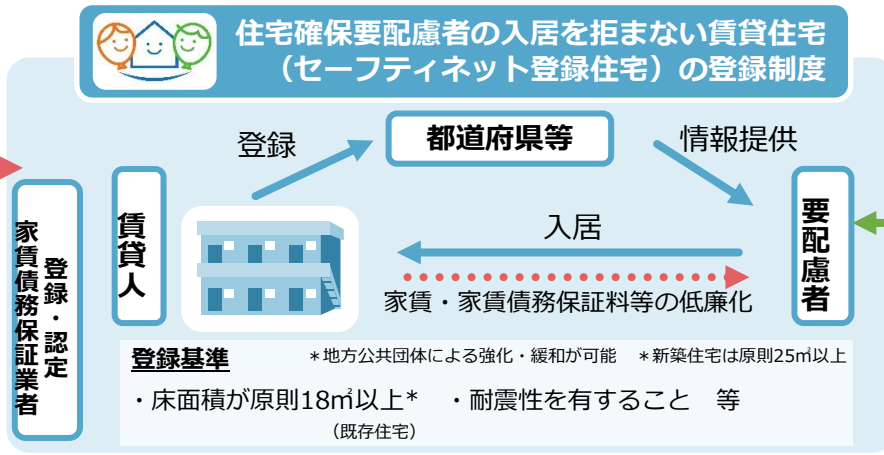 住宅確保要配慮者の入居を拒まない賃貸住宅
（セーフティネット登録住宅）の登録制度
登録
都道府県等
情報提供
登録・認定
家賃債務保証業者
賃貸人
入居
家賃・家賃債務保証料等の低廉化
要配慮者
登録基準 ＊地方公共団体による強化・緩和が可能 ＊新築住宅は原則25㎡以上
・床面積が原則18㎡以上* ・耐震性を有すること 等
（既存住宅）